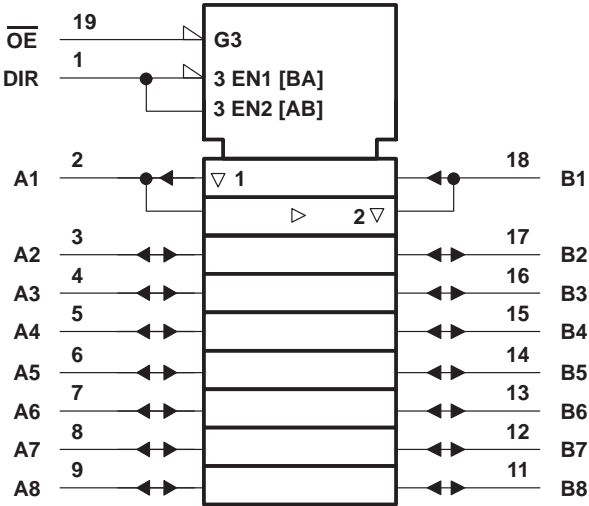 19
OE
G3
1
DIR
3 EN1 [BA]
3 EN2 [AB]
A1 2 1 18 B1
2
A2 3 17 B2
A3 4 16 B3
A4 5 15 B4
A5 6 14 B5
A6 7 13 B6
A7 8 12 B7
A8 9 11 B8